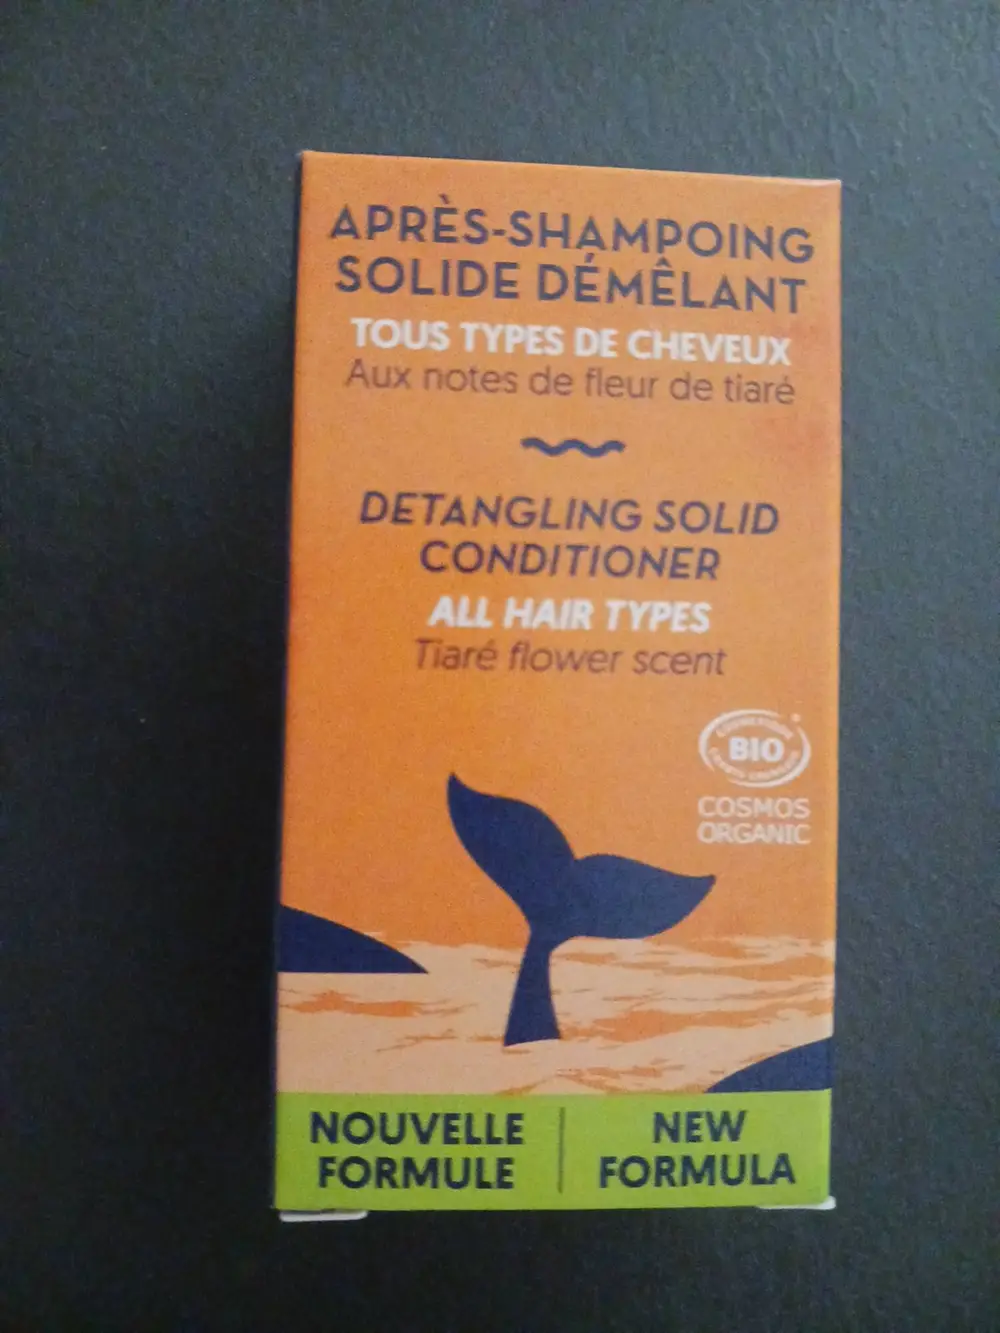 APRÈS-SHAMPOING
SOLIDE DÉMÊLANT
TOUS TYPES DE CHEVEUX
Aux notes de fleur de tiaré
DETANGLING SOLID
CONDITIONER
ALL HAIR TYPES
Tiaré flower scent
BIO
COSMOS
ORGANIC
NOUVELLE
FORMULE
NEW
FORMULA